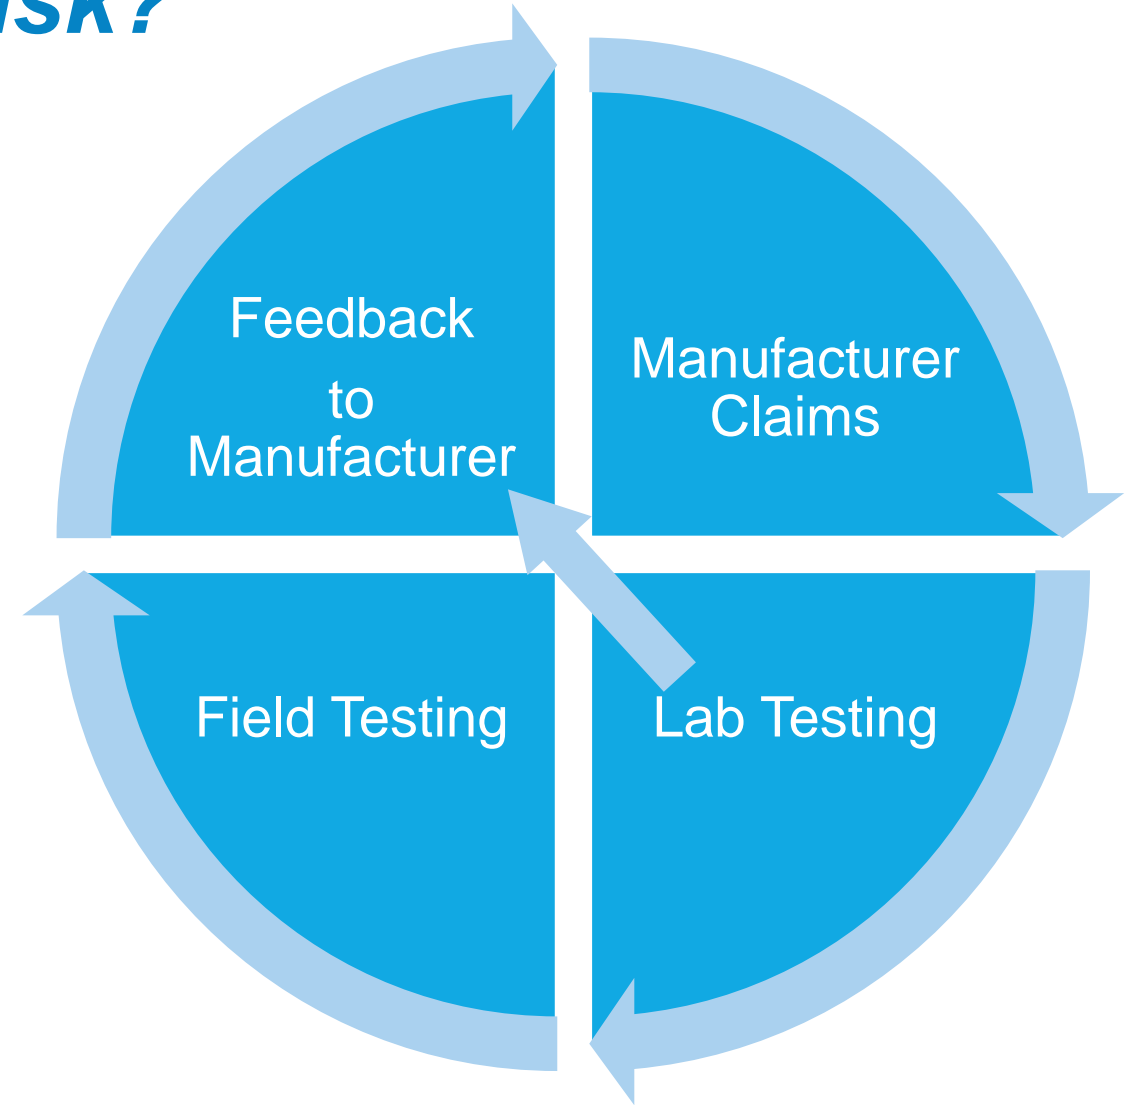 Feedback
to
Manufacturer
Manufacturer
Claims
Field Testing
Lab Testing